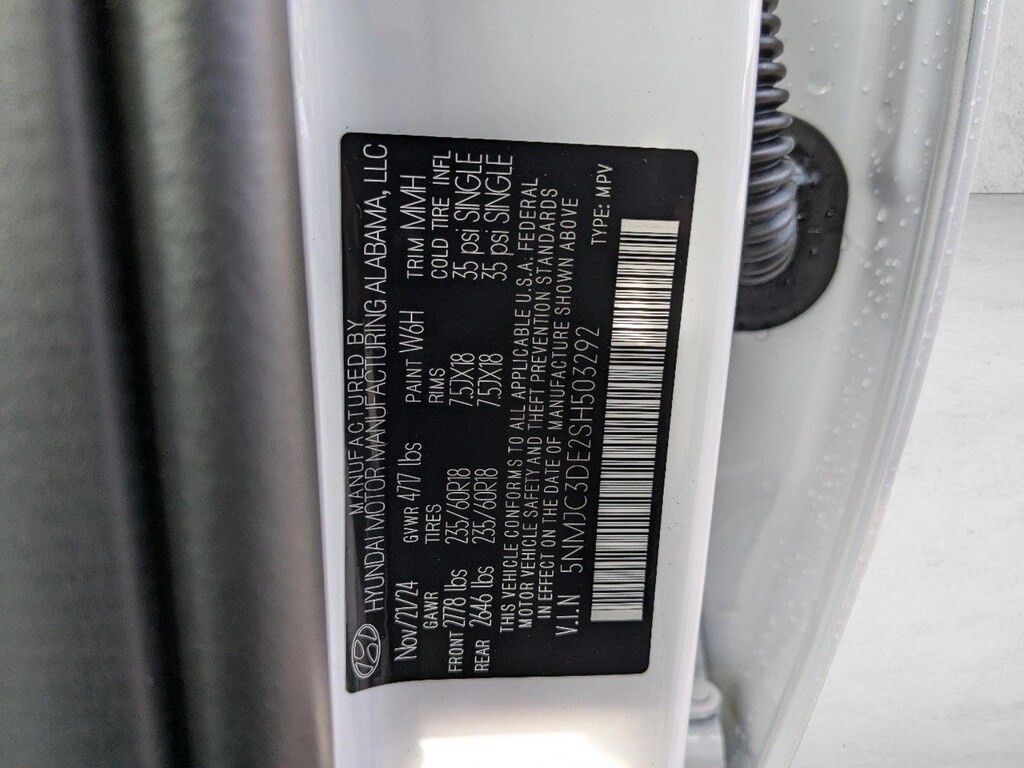 MANUFACTURED BY
HYUNDAI MOTOR MANUFACTURING ALABAMA, LLC
Nov/21/24 GVWR 4717 lbs PAINT W6H TRIM MMH
GAWR TIRES RIMS COLD TIRE INFL
FRONT 2778 lbs 235/60R18 7.5JX18 35 psi SINGLE
REAR 2646 lbs 235/60R18 7.5JX18 35 psi SINGLE
THIS VEHICLE CONFORMS TO ALL APPLICABLE U.S.A. FEDERAL
MOTOR VEHICLE SAFETY AND THEFT PREVENTION STANDARDS
IN EFFECT ON THE DATE OF MANUFACTURE SHOWN ABOVE
V.I.N 5NMJC3DE2SH503292 TYPE: MPV